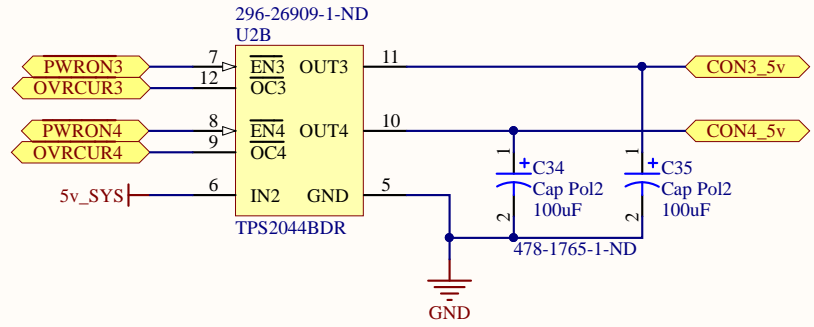 296-26909-1-ND
U2B
PWRON3 7 EN3 OUT3 11 CON3_5v
OVRCUR3 12 OC3
PWRON4 8 EN4 OUT4 10 CON4_5v
OVRCUR4 9 OC4
1 1
C34 C35
5v_SYS 6 IN2 GND 5 Cap Pol2 Cap Pol2
100uF 100uF
2 2
TPS2044BDR
478-1765-1-ND
GND